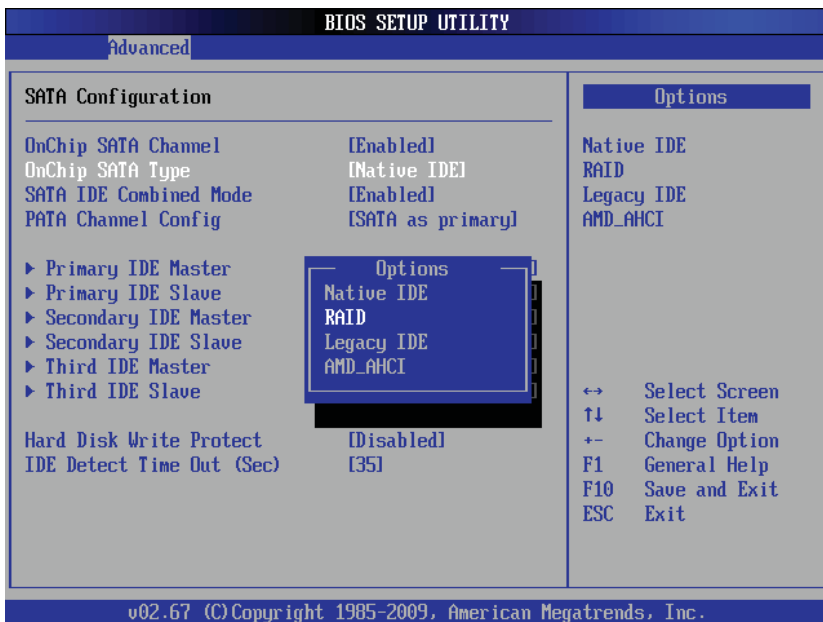 BIOS SETUP UTILITY
Advanced
SATA Configuration
OnChip SATA Channel [Enabled]
OnChip SATA Type [Native IDE]
SATA IDE Combined Mode [Enabled]
PATA Channel Config [SATA as primary]
▶ Primary IDE Master ]
▶ Primary IDE Slave ]
▶ Secondary IDE Master ]
▶ Secondary IDE Slave ]
▶ Third IDE Master ]
▶ Third IDE Slave ]
Hard Disk Write Protect [Disabled]
IDE Detect Time Out (Sec) [35]
Options
Native IDE
RAID
Legacy IDE
AMD_AHCI
Options
Native IDE
RAID
Legacy IDE
AMD_AHCI
↔ Select Screen
↑↓ Select Item
+- Change Option
F1 General Help
F10 Save and Exit
ESC Exit
v02.67 (C)Copyright 1985-2009, American Megatrends, Inc.